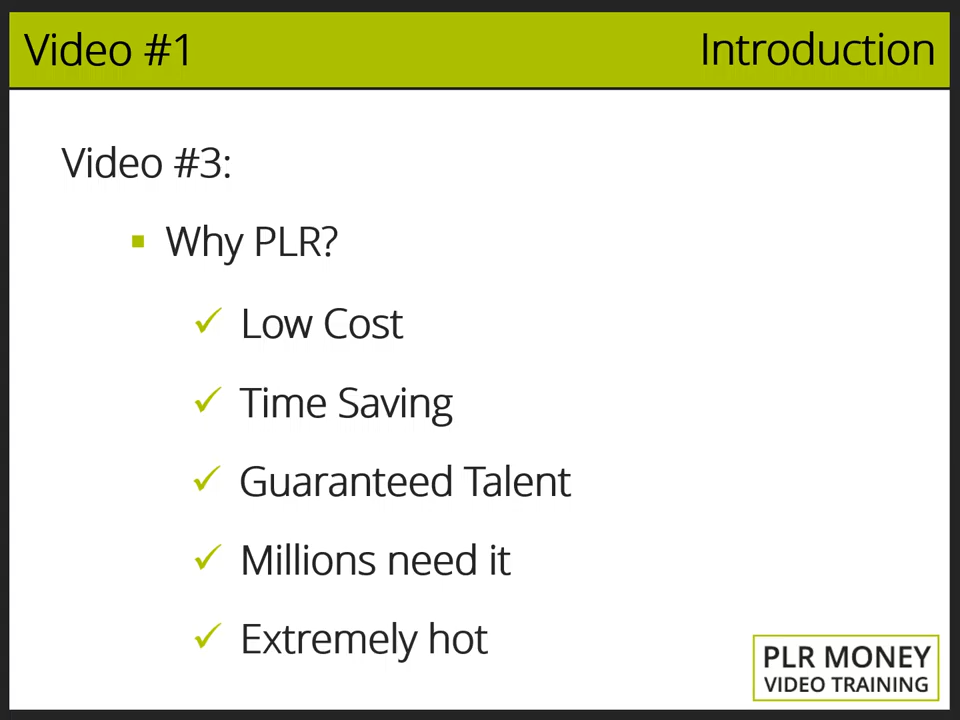 Video #1 Introduction
Video #3:
Why PLR?
Low Cost
Time Saving
Guaranteed Talent
Millions need it
Extremely hot
PLR MONEY
VIDEO TRAINING